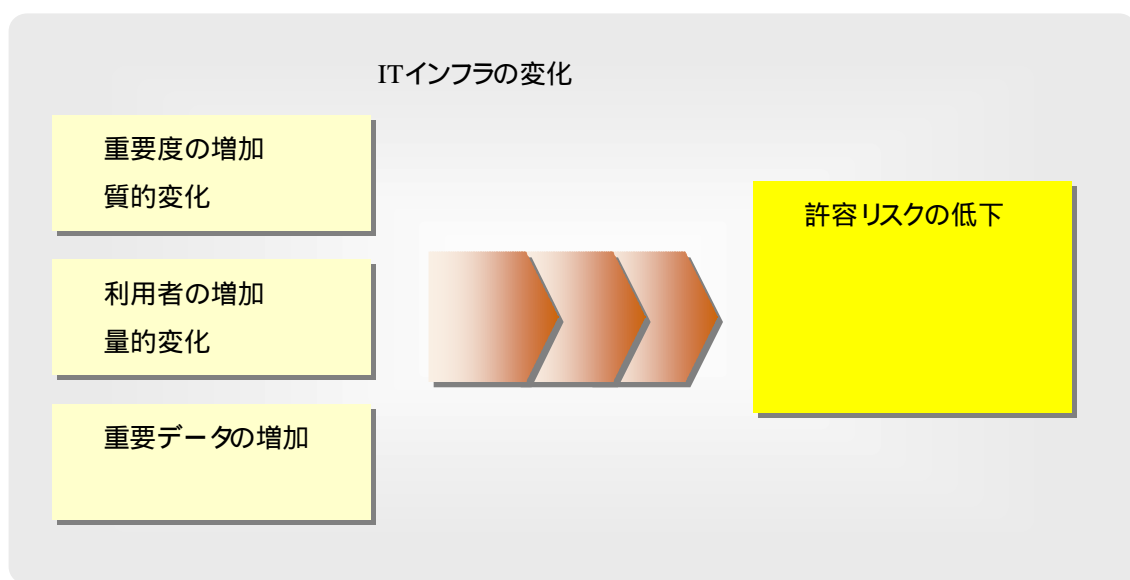 ITインフラの変化
重要度の増加
質的変化
利用者の増加
量的変化
重要データの増加
許容リスクの低下